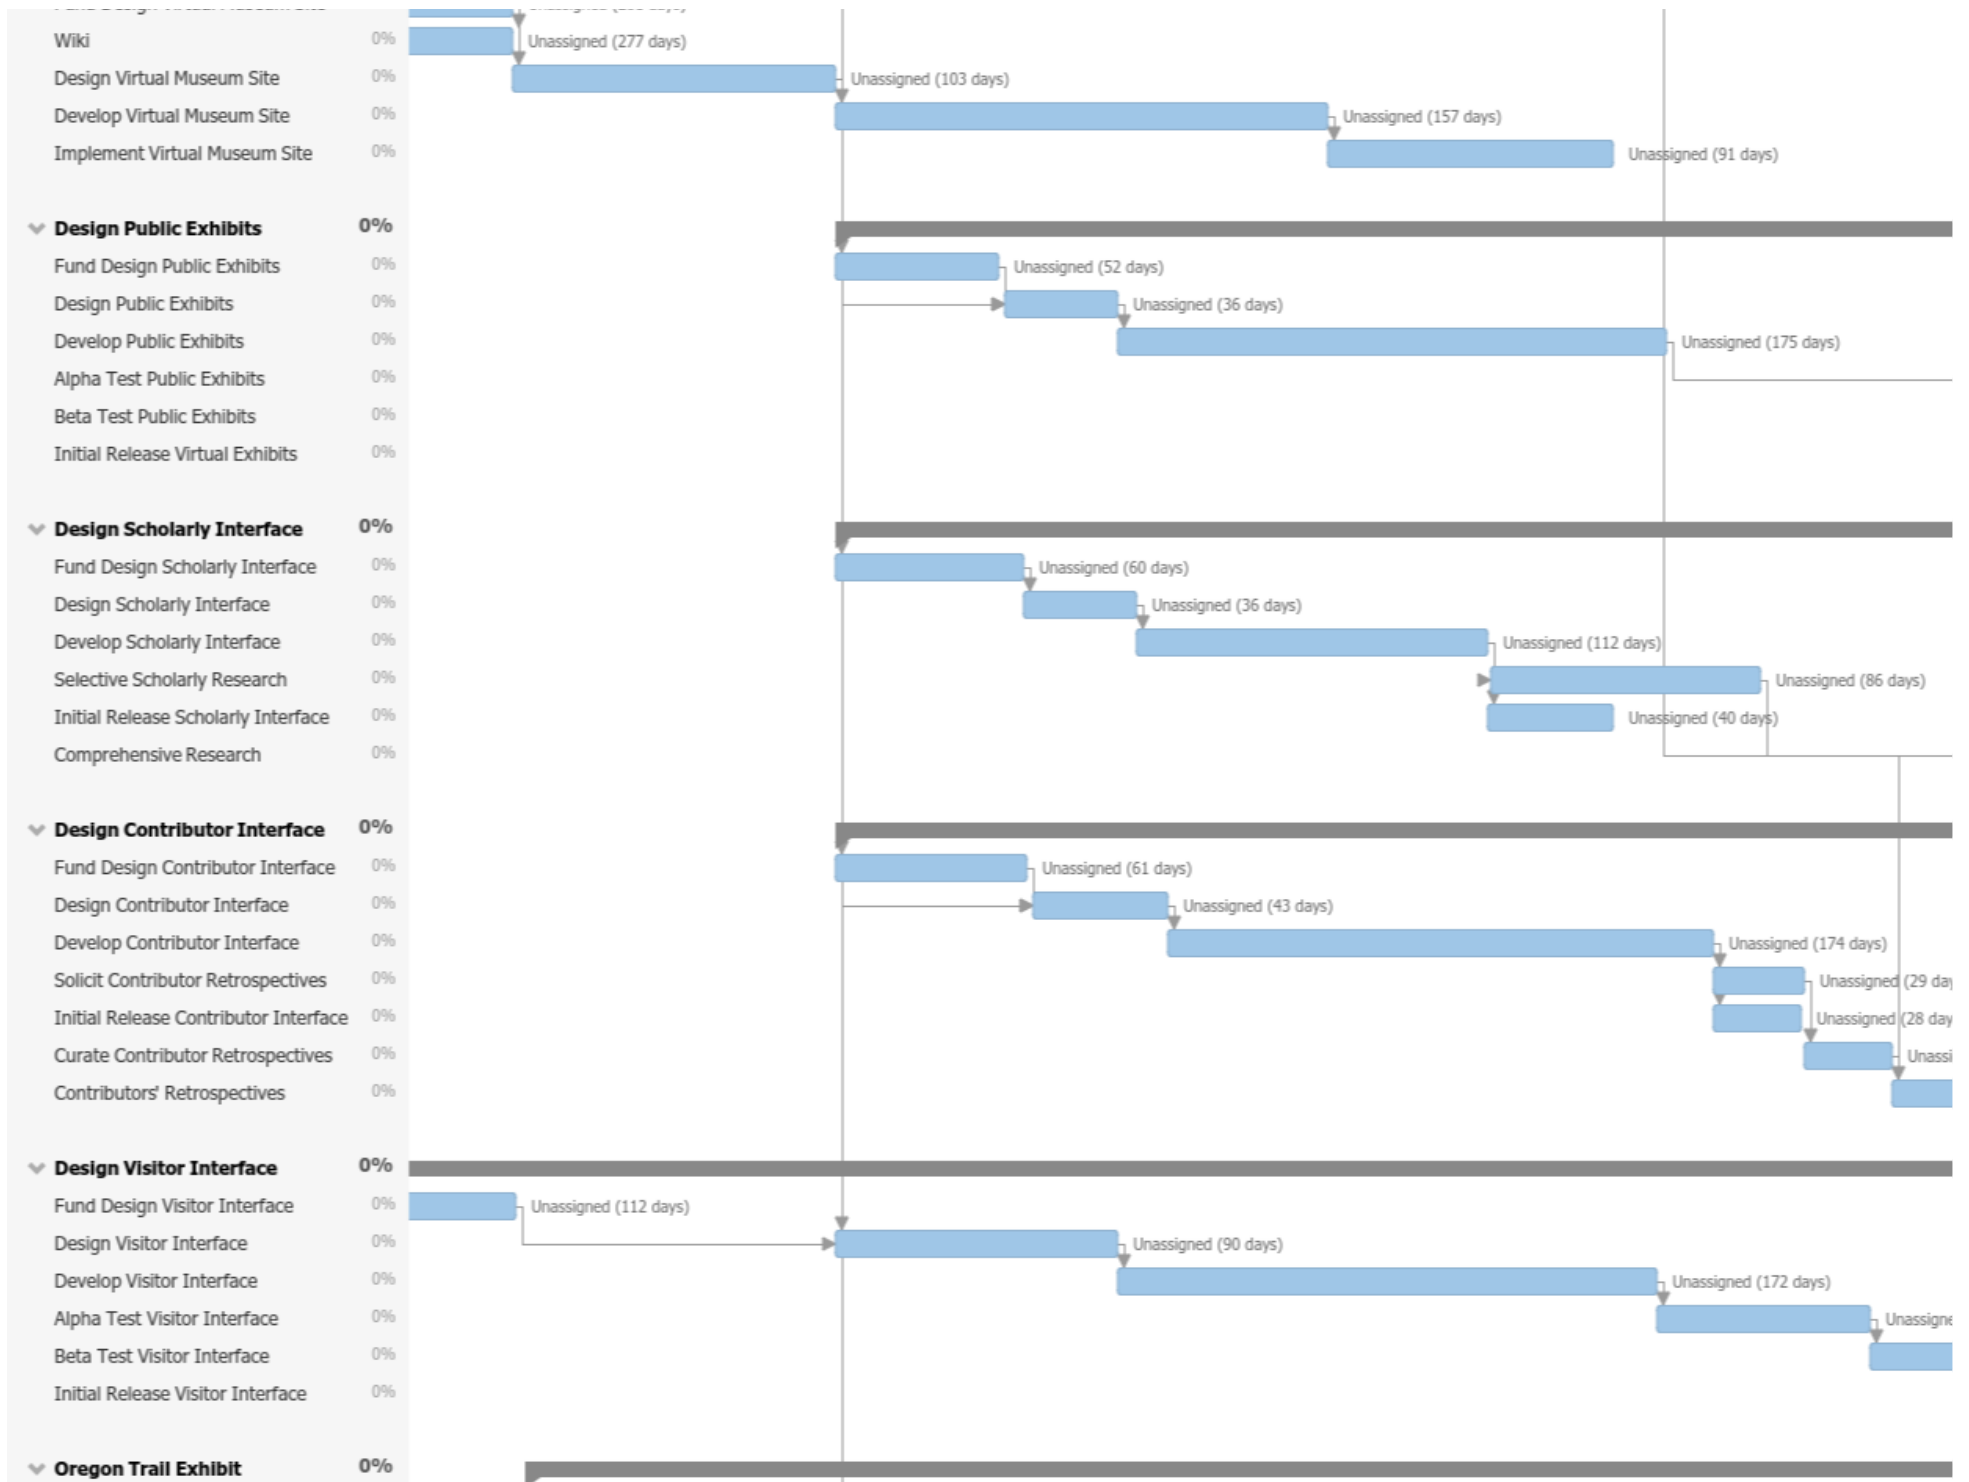 Wiki 0% Unassigned (277 days)
Design Virtual Museum Site 0% Unassigned (103 days)
Develop Virtual Museum Site 0% Unassigned (157 days)
Implement Virtual Museum Site 0% Unassigned (91 days)
Design Public Exhibits 0%
Fund Design Public Exhibits 0% Unassigned (52 days)
Design Public Exhibits 0% Unassigned (36 days)
Develop Public Exhibits 0% Unassigned (175 days)
Alpha Test Public Exhibits 0%
Beta Test Public Exhibits 0%
Initial Release Virtual Exhibits 0%
Design Scholarly Interface 0%
Fund Design Scholarly Interface 0% Unassigned (60 days)
Design Scholarly Interface 0% Unassigned (36 days)
Develop Scholarly Interface 0% Unassigned (112 days)
Selective Scholarly Research 0% Unassigned (86 days)
Initial Release Scholarly Interface 0% Unassigned (40 days)
Comprehensive Research 0%
Design Contributor Interface 0%
Fund Design Contributor Interface 0% Unassigned (61 days)
Design Contributor Interface 0% Unassigned (43 days)
Develop Contributor Interface 0% Unassigned (174 days)
Solicit Contributor Retrospectives 0% Unassigned (29 day
Initial Release Contributor Interface 0% Unassigned (28 day
Curate Contributor Retrospectives 0% Unassi
Contributors' Retrospectives 0%
Design Visitor Interface 0%
Fund Design Visitor Interface 0% Unassigned (112 days)
Design Visitor Interface 0% Unassigned (90 days)
Develop Visitor Interface 0% Unassigned (172 days)
Alpha Test Visitor Interface 0% Unassigne
Beta Test Visitor Interface 0%
Initial Release Visitor Interface 0%
Oregon Trail Exhibit 0%